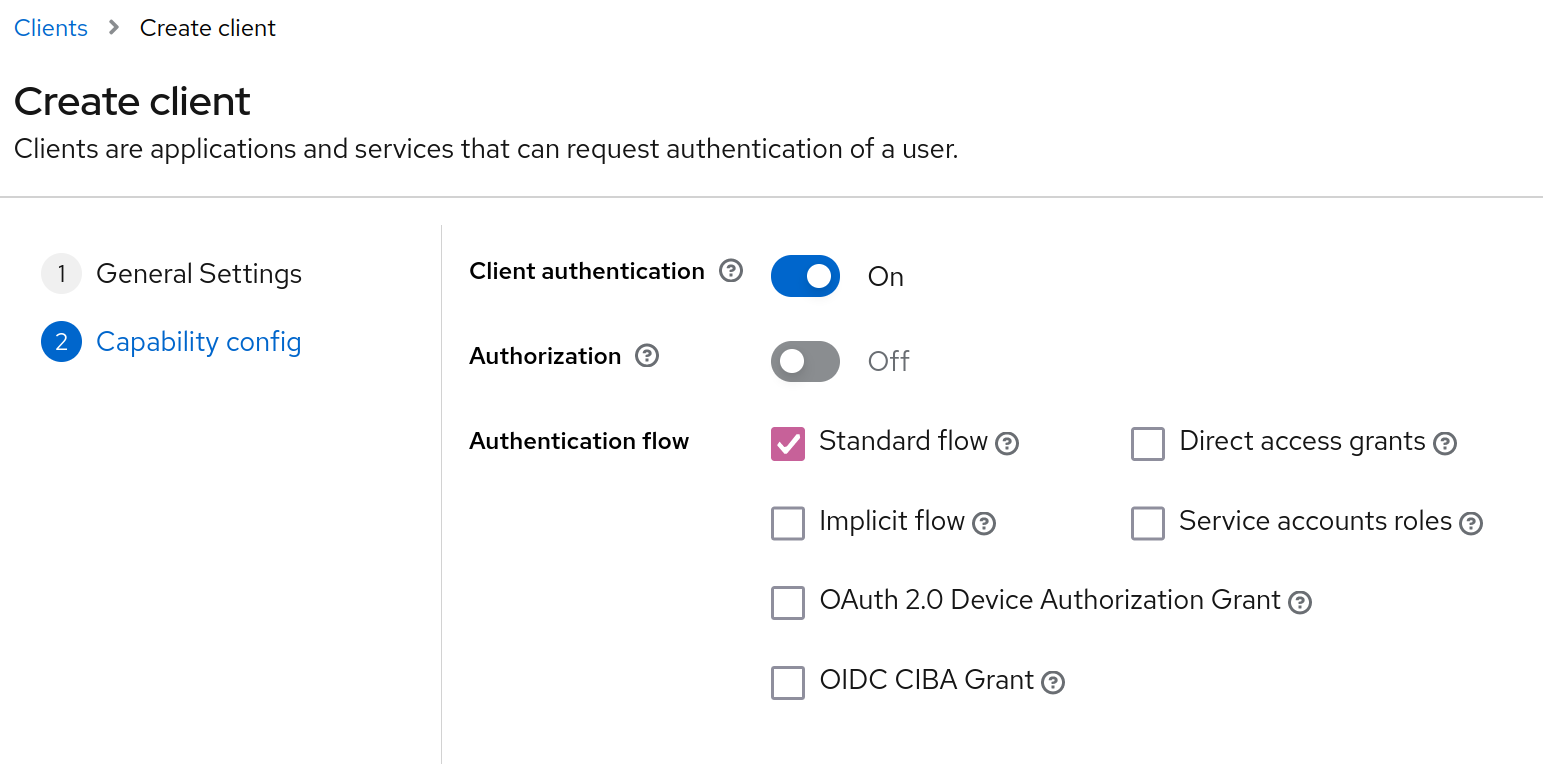 Clients > Create client
Create client
Clients are applications and services that can request authentication of a user.
1 General Settings
2 Capability config
Client authentication ? On
Authorization ? Off
Authentication flow Standard flow ? Direct access grants ?
Implicit flow ? Service accounts roles ?
OAuth 2.0 Device Authorization Grant ?
OIDC CIBA Grant ?